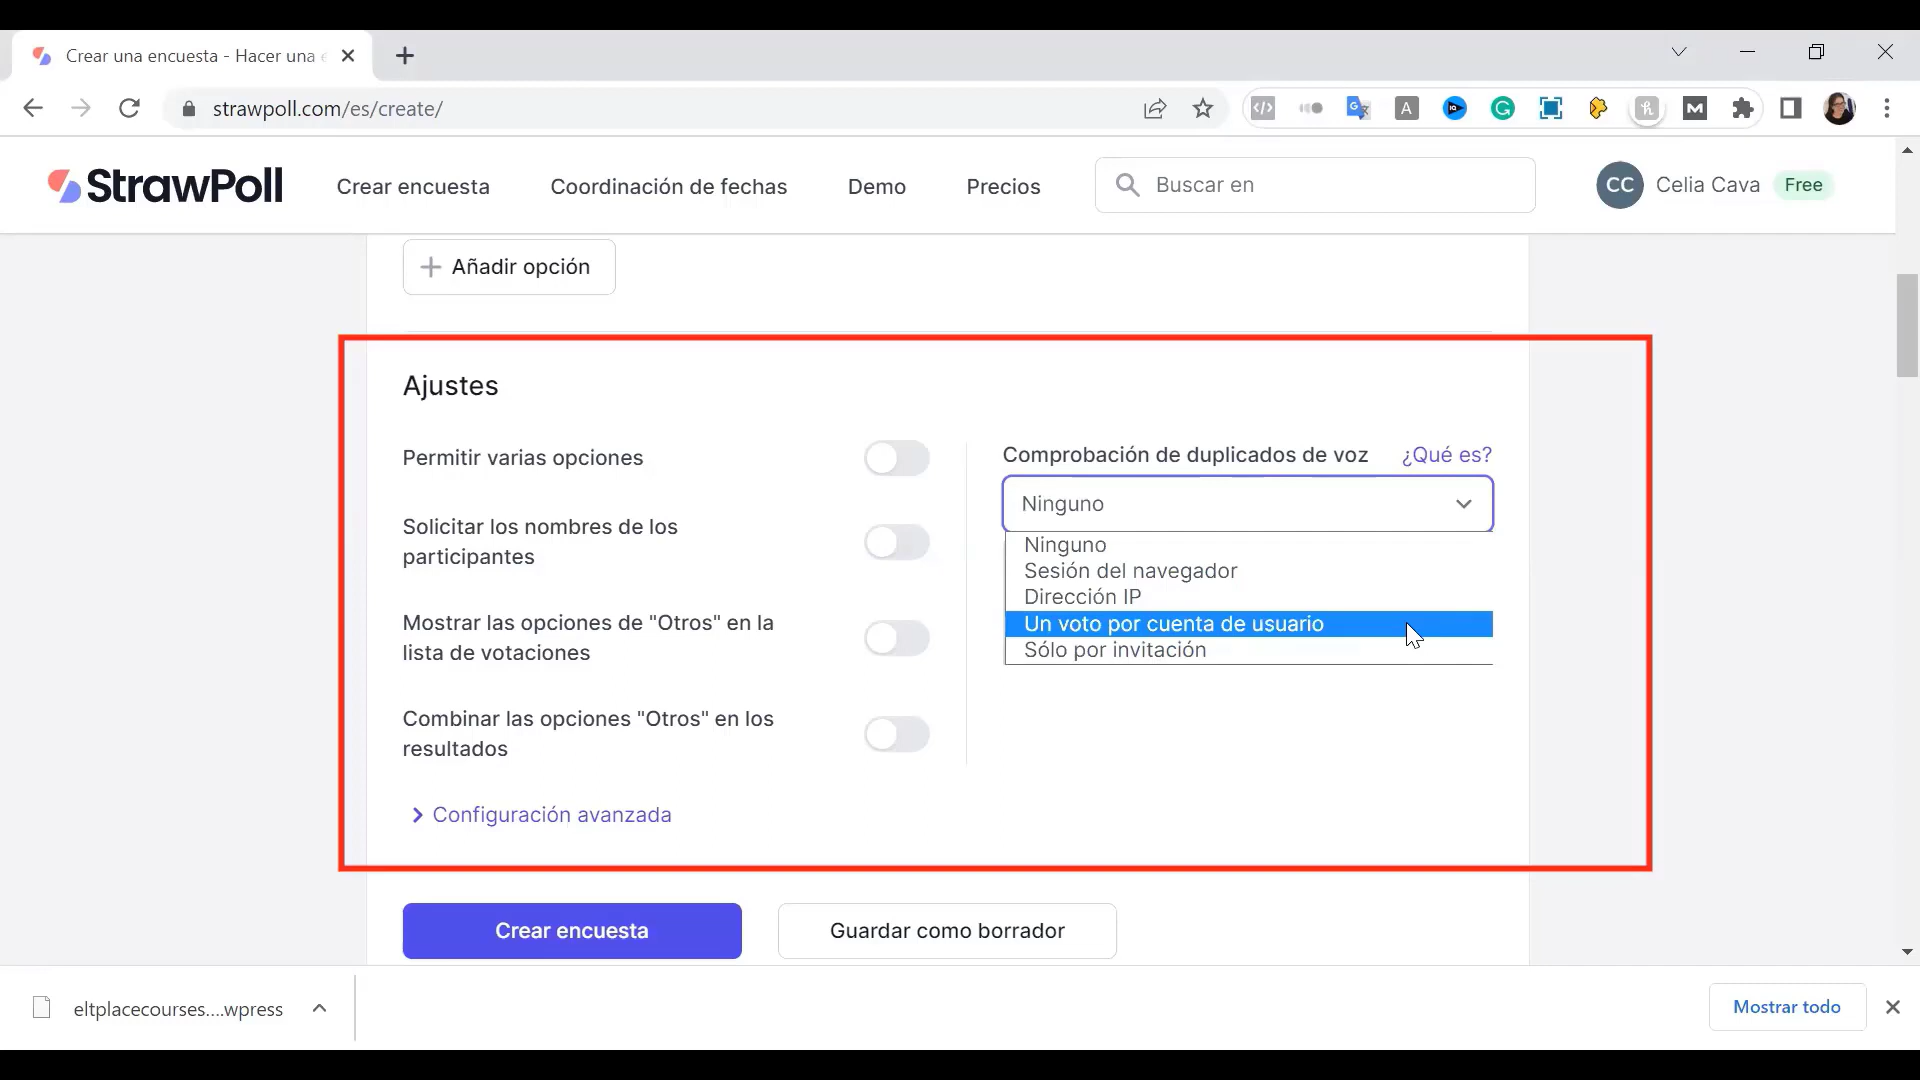 Crear una encuesta - Hacer una e
strawpoll.com/es/create/
StrawPoll
Crear encuesta
Coordinación de fechas
Demo
Precios
Buscar en
CC
Celia Cava
Free
Añadir opción
Ajustes
Permitir varias opciones
Solicitar los nombres de los
participantes
Mostrar las opciones de "Otros" en la
lista de votaciones
Combinar las opciones "Otros" en los
resultados
Configuración avanzada
Comprobación de duplicados de voz
¿Qué es?
Ninguno
Ninguno
Sesión del navegador
Dirección IP
Un voto por cuenta de usuario
Sólo por invitación
Crear encuesta
Guardar como borrador
eltplacecourses....wpress
Mostrar todo